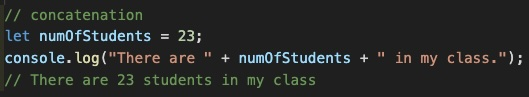 // concatenation
let numOfStudents = 23;
console.log("There are " + numOfStudents + " in my class.");
// There are 23 students in my class